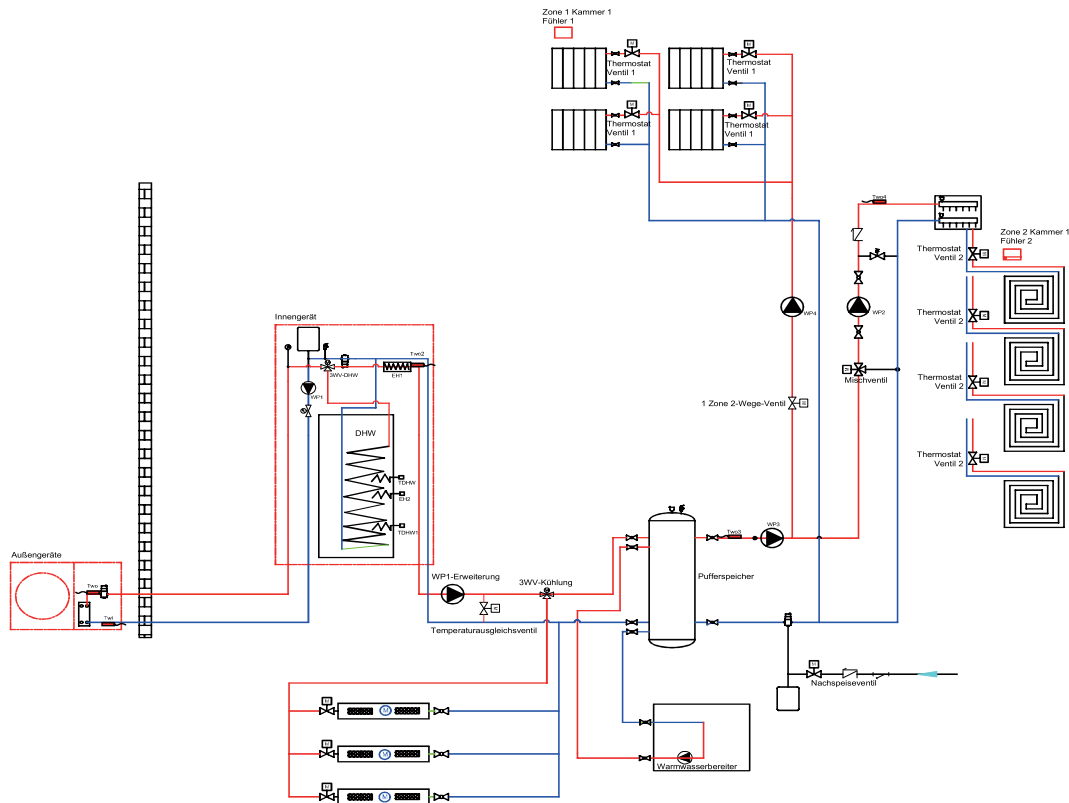 Zone 1 Kammer 1
Fühler 1
M
M
Thermostat
Ventil 1
Thermostat
Ventil 1
M
M
Thermostat
Ventil 1
Thermostat
Ventil 1
Two4
Zone 2 Kammer 1
Fühler 2
Thermostat
Ventil 2
Innengerät
WP4
WP2
Thermostat
Ventil 2
Two2
3WV-DHW
EH1
Mischventil
Thermostat
Ventil 2
WP1
1 Zone 2-Wege-Ventil
DHW
Thermostat
Ventil 2
TDHW
EH2
TDHW1
Two3
WP3
Außengeräte
WP1-Erweiterung
3WV-Kühlung
Pufferspeicher
Two
TwI
Temperaturausgleichsventil
M
Nachspeiseventil
M
M
M
M
M
M
Warmwasserbereiter